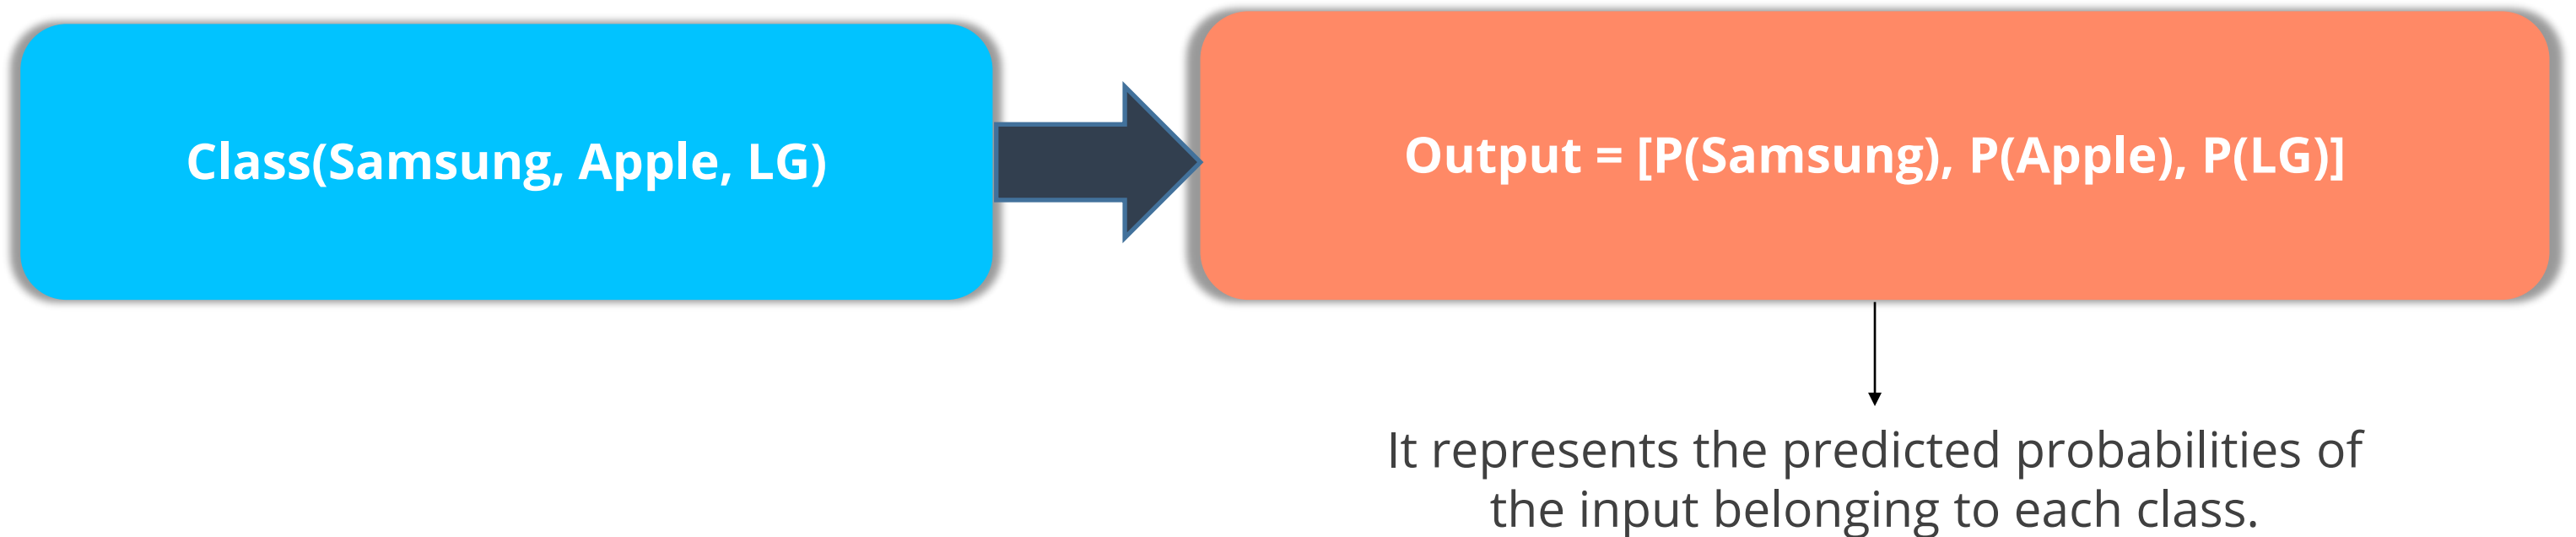 Class(Samsung, Apple, LG)
Output = [P(Samsung), P(Apple), P(LG)]
It represents the predicted probabilities of
the input belonging to each class.